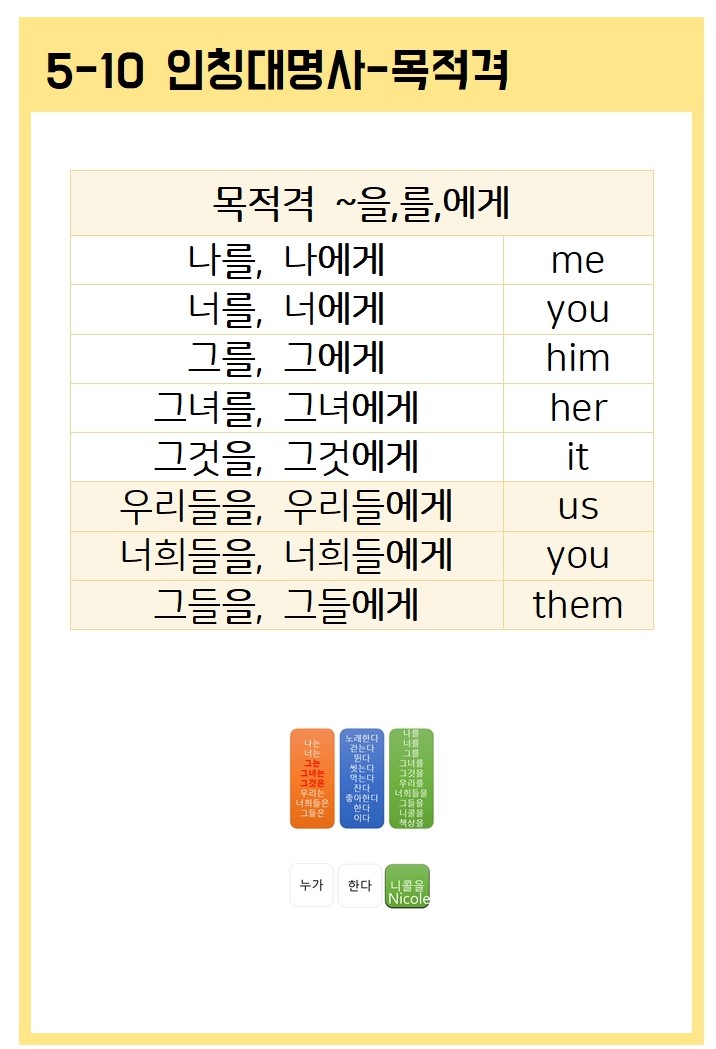 5-10 인칭대명사-목적격
목적격 ~을,를,에게
나를, 나에게 me
너를, 너에게 you
그를, 그에게 him
그녀를, 그녀에게 her
그것을, 그것에게 it
우리들을, 우리들에게 us
너희들을, 너희들에게 you
그들을, 그들에게 them
나는
너는
그는
그녀는
그것은
우리는
너희들은
그들은
노래한다
걷는다
뛴다
씻는다
먹는다
잔다
좋아한다
한다
이다
나를
너를
그를
그녀를
그것을
우리를
너희들을
그들을
니콜을
책상을
누가
한다
니콜을
Nicole